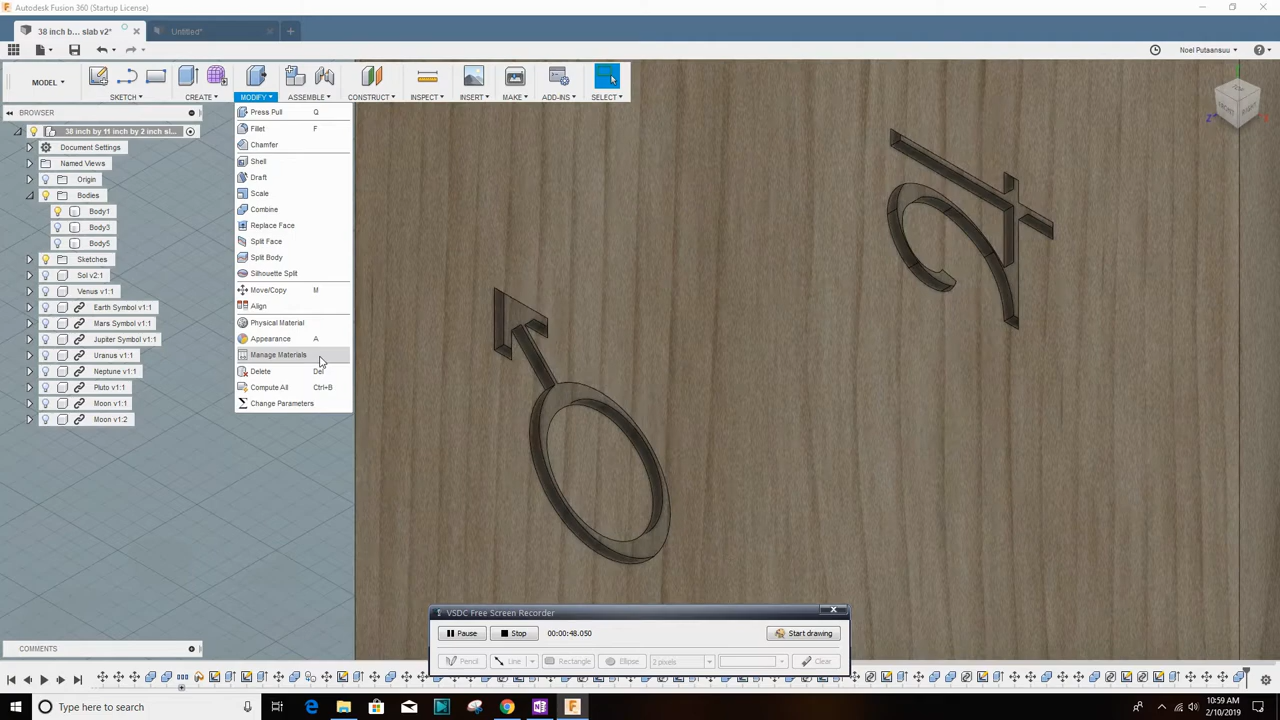 Autodesk Fusion 360 (Startup License)
38 inch b... slab v2*
Untitled*
Noel Putaansuu
MODEL
SKETCH
CREATE
MODIFY
ASSEMBLE
CONSTRUCT
INSPECT
INSERT
MAKE
ADD-INS
SELECT
BROWSER
38 inch by 11 inch by 2 inch sl...
Document Settings
Named Views
Origin
Bodies
Body1
Body3
Body5
Sketches
Sol v2:1
Venus v1:1
Earth Symbol v1:1
Mars Symbol v1:1
Jupiter Symbol v1:1
Uranus v1:1
Neptune v1:1
Pluto v1:1
Moon v1:1
Moon v1:2
Press Pull Q
Fillet F
Chamfer
Shell
Draft
Scale
Combine
Replace Face
Split Face
Split Body
Silhouette Split
Move/Copy M
Align
Physical Material
Appearance A
Manage Materials
Delete Del
Compute All Ctrl+B
Change Parameters
VSDC Free Screen Recorder
Pause
Stop
00:00:48.050
Start drawing
Pencil
Line
Rectangle
Ellipse
2 pixels
Clear
COMMENTS
Type here to search
10:59 AM
2/10/2019